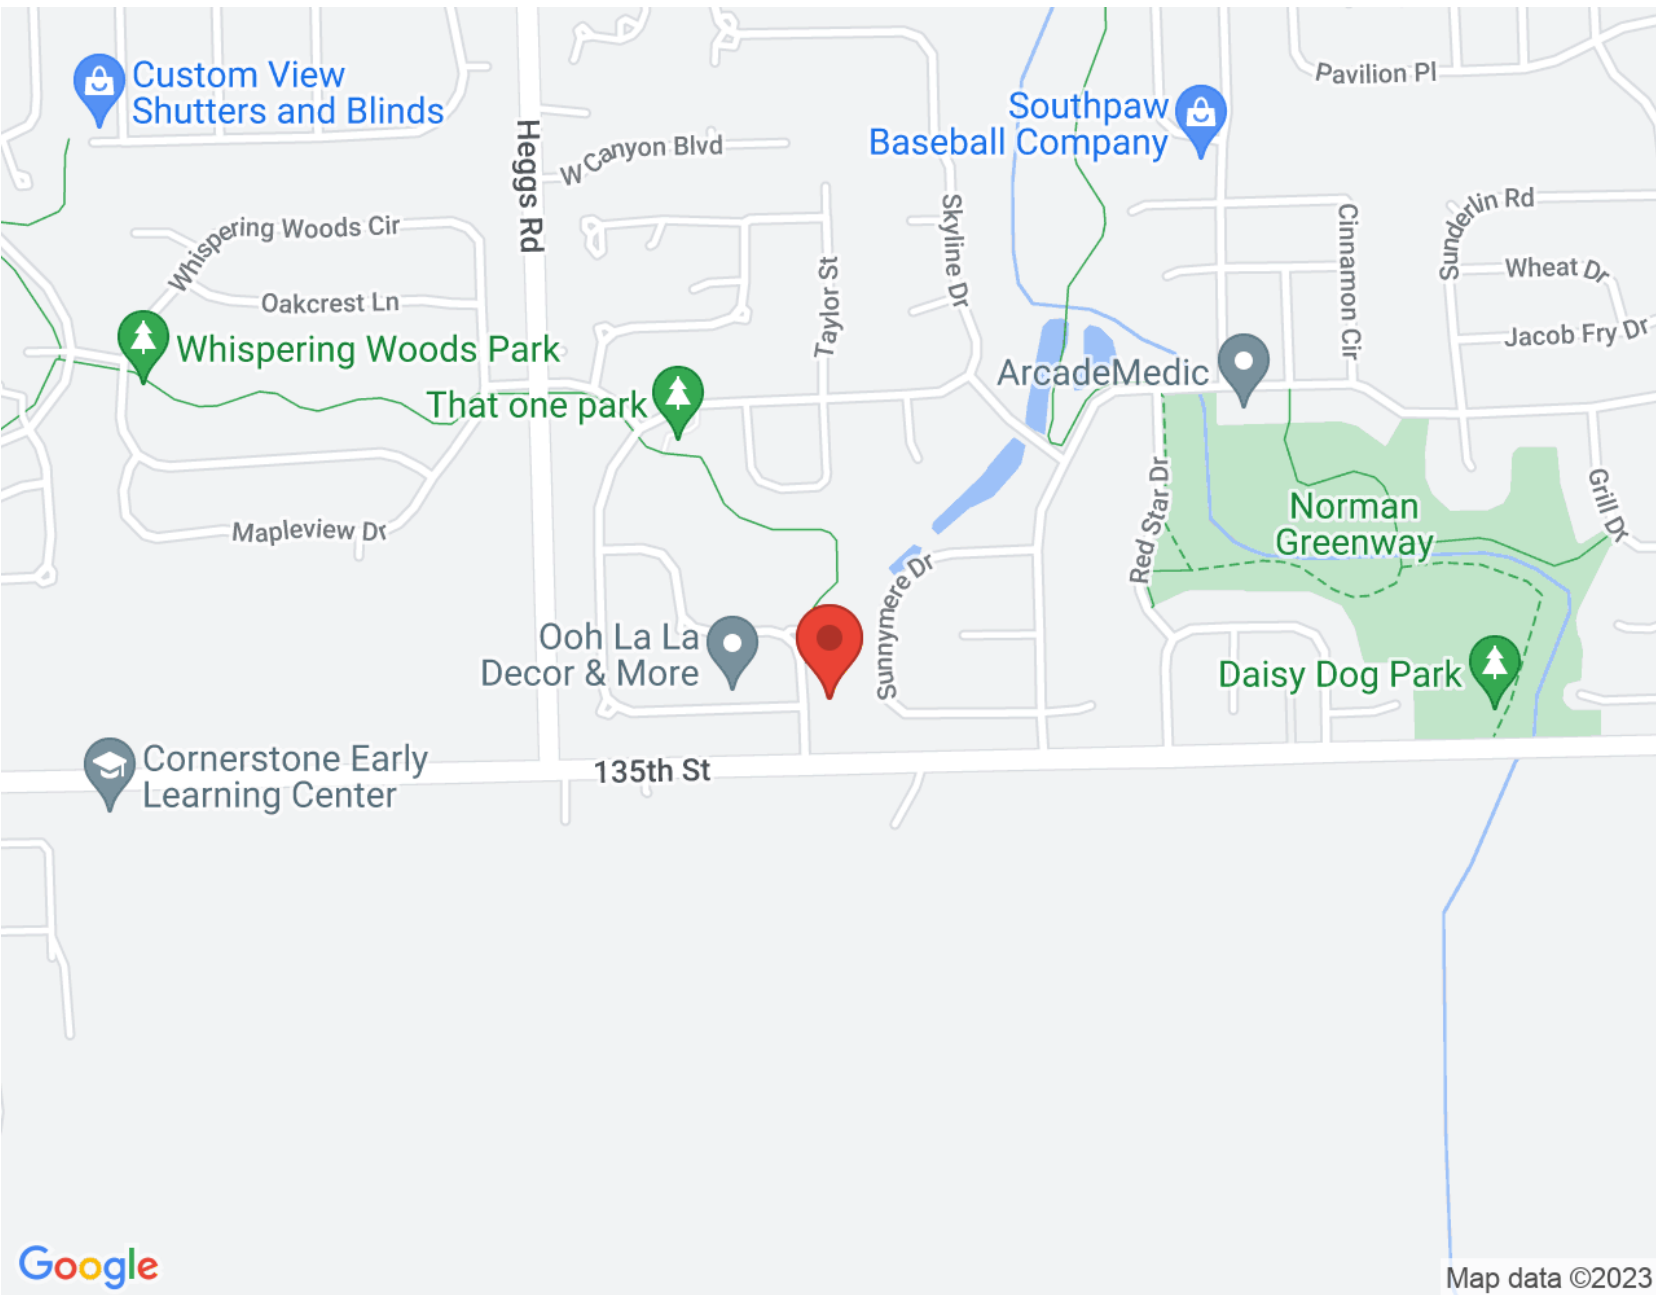 Pavilion Pl
Custom View
Shutters and Blinds
Southpaw
Baseball Company
Heggs Rd
W Canyon Blvd
Skyline Dr
Sunderlin Rd
Cinnamon Cir
Whispering Woods Cir
Wheat Dr
Oakcrest Ln
Taylor St
Jacob Fry Dr
Whispering Woods Park
ArcadeMedic
That one park
Red Star Dr
Grill Dr
Norman
Greenway
Mapleview Dr
Sunnymere Dr
Ooh La La
Decor & More
Daisy Dog Park
Cornerstone Early
Learning Center
135th St
Google
Map data ©2023